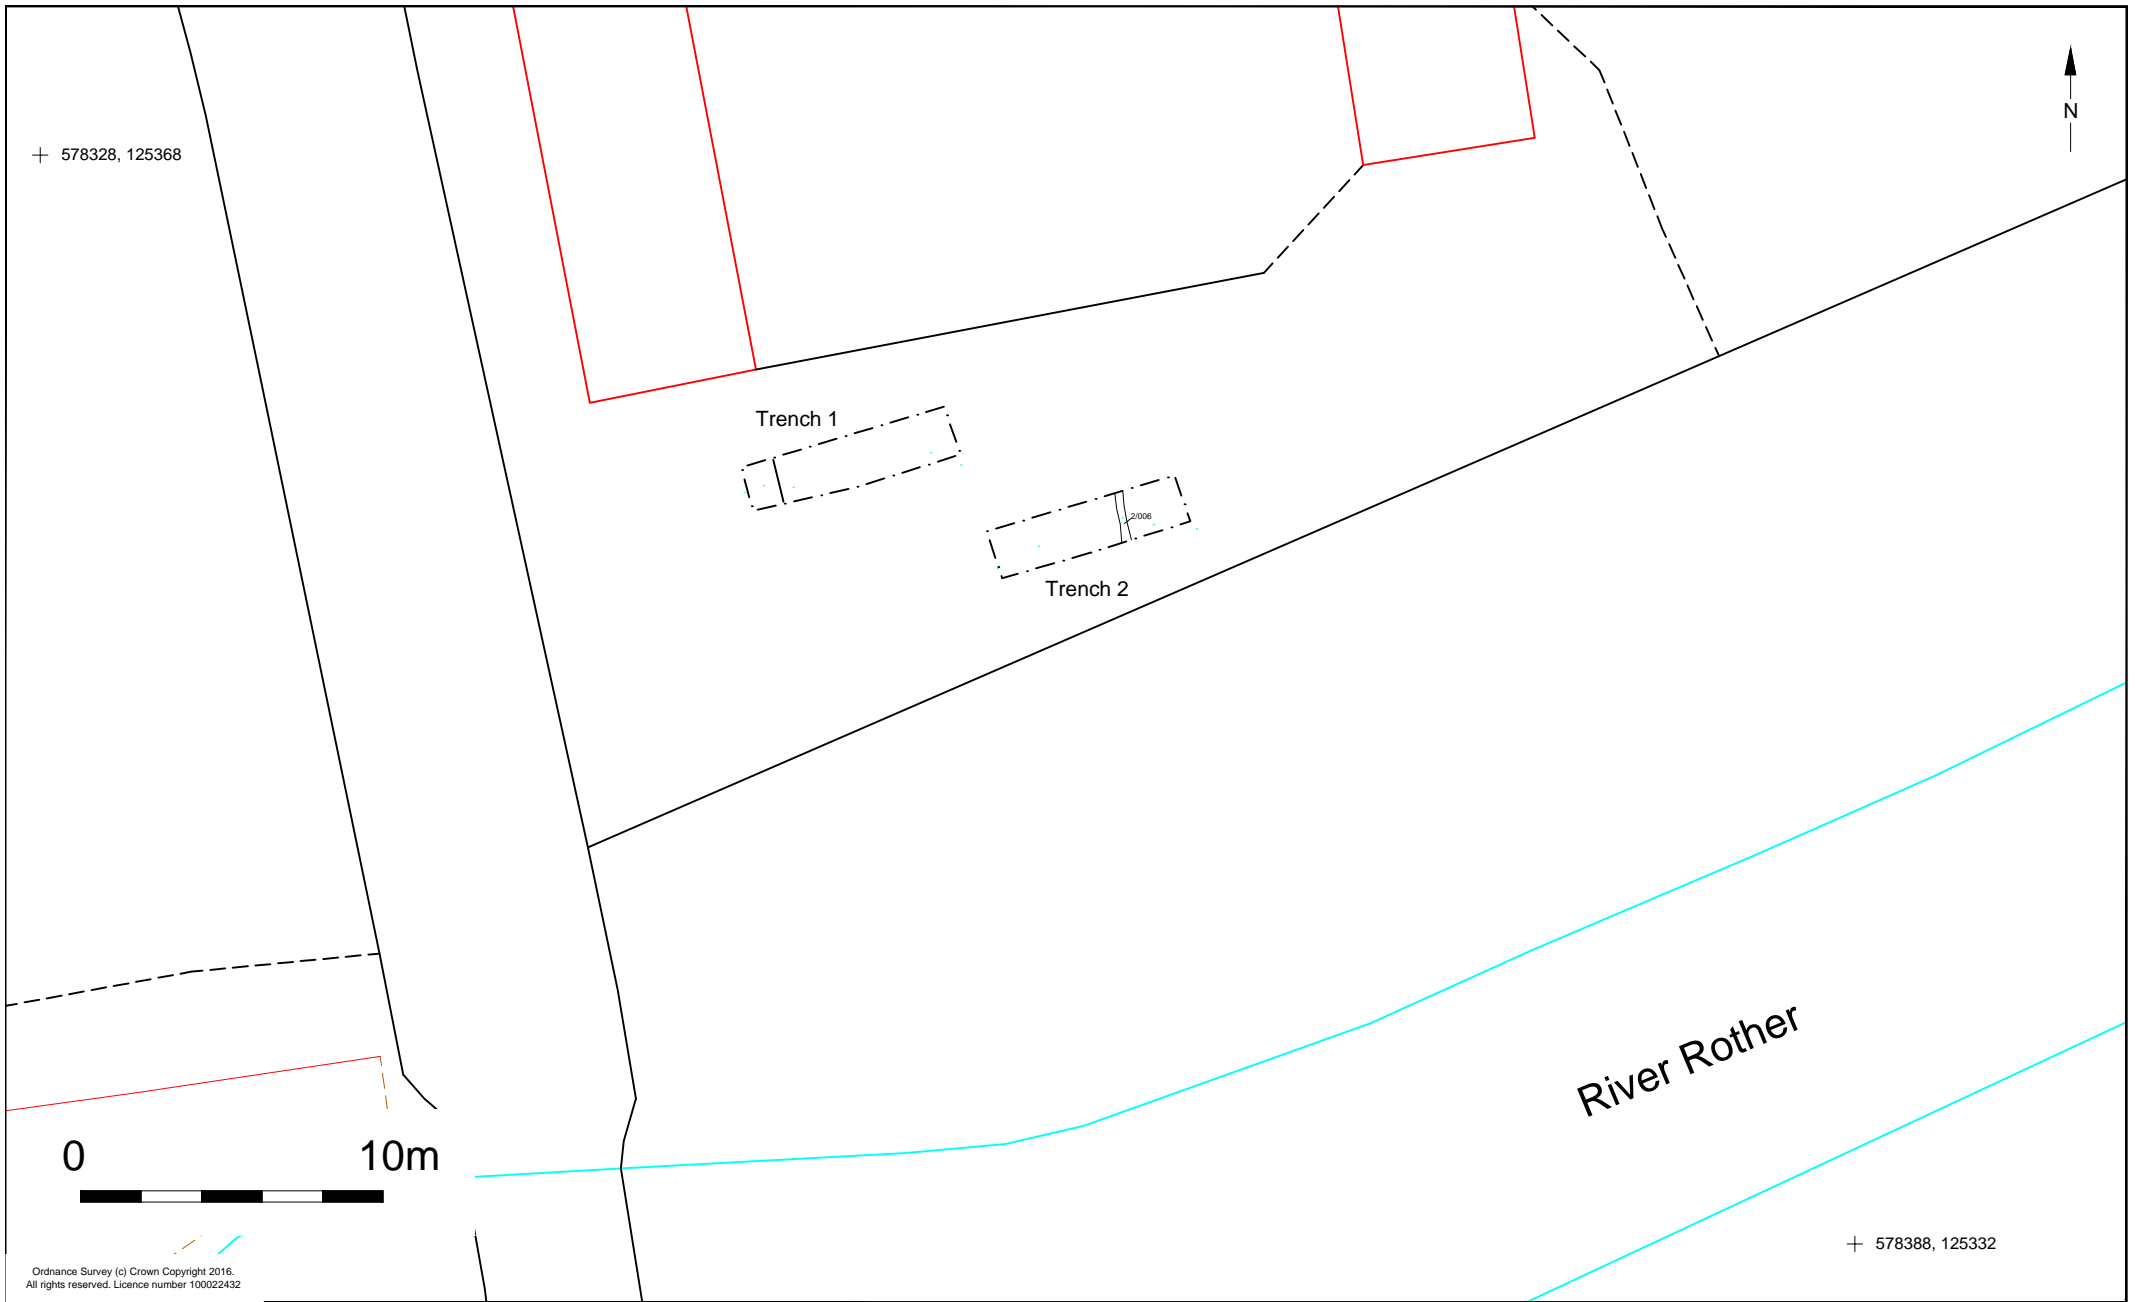 N
578328, 125368
Trench 1
2/006
Trench 2
River Rother
0 10m
578388, 125332
Ordnance Survey (c) Crown Copyright 2016.
All rights reserved. Licence number 100022432